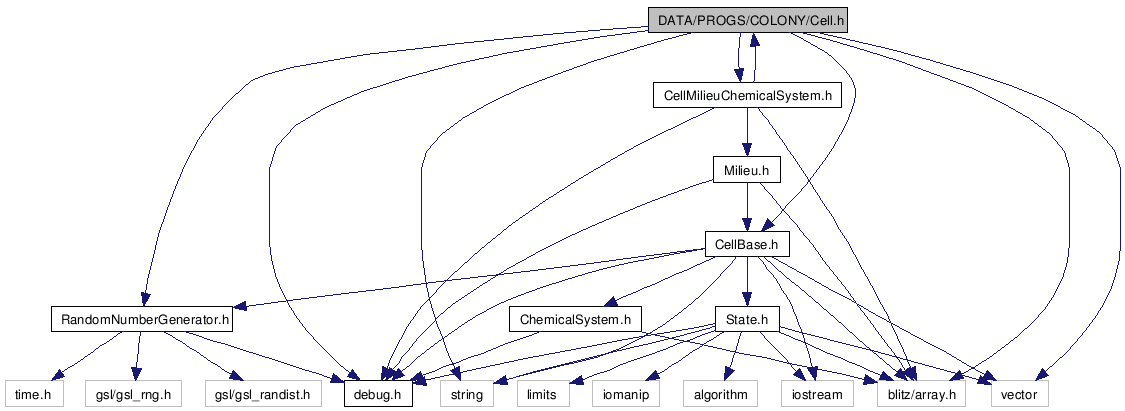 DATA/PROGS/COLONY/Cell.h
CellMilieuChemicalSystem.h
Milieu.h
CellBase.h
RandomNumberGenerator.h
ChemicalSystem.h
State.h
time.h
gsl/gsl_rng.h
gsl/gsl_randist.h
debug.h
string
limits
iomanip
algorithm
iostream
blitz/array.h
vector